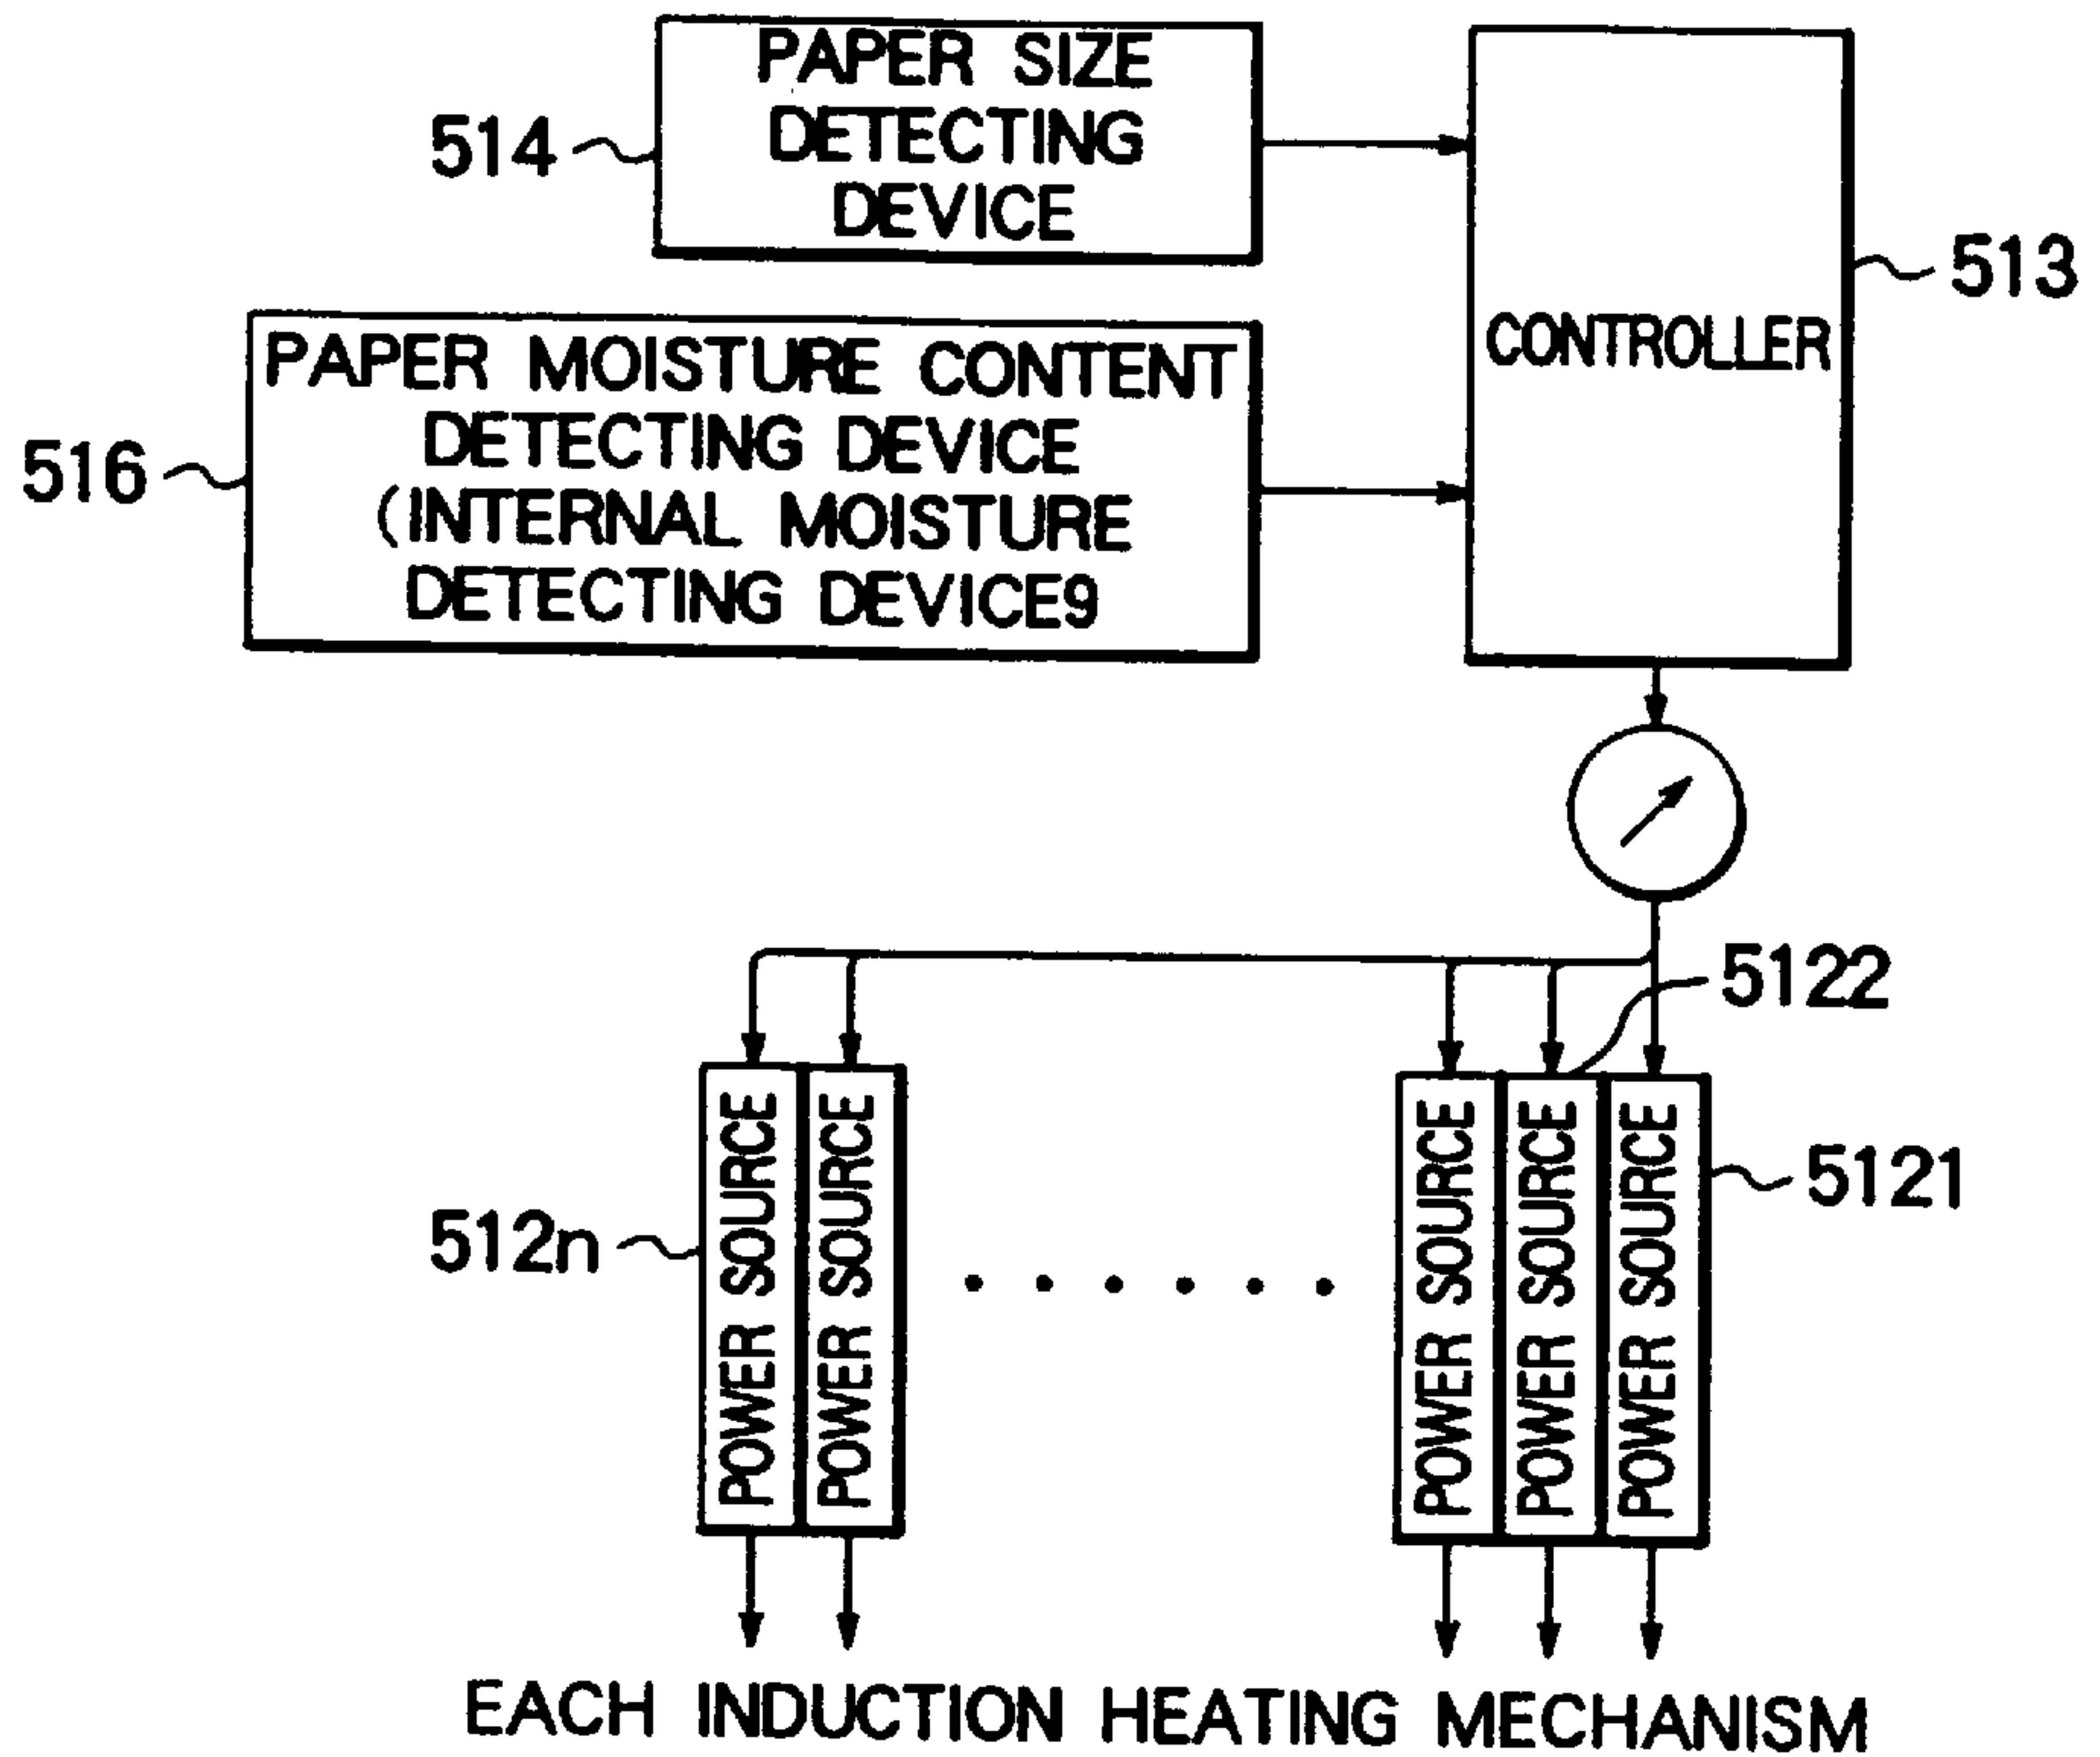 PAPER SIZE
DETECTING
DEVICE
514
513
CONTROLLER
PAPER MOISTURE CONTENT
DETECTING DEVICE
(INTERNAL MOISTURE
DETECTING DEVICE9
516
5122
POWER SOURCE
POWER SOURCE
POWER SOURCE
POWER SOURCE
POWER SOURCE
5121
512n
EACH INDUCTION HEATING MECHANISM